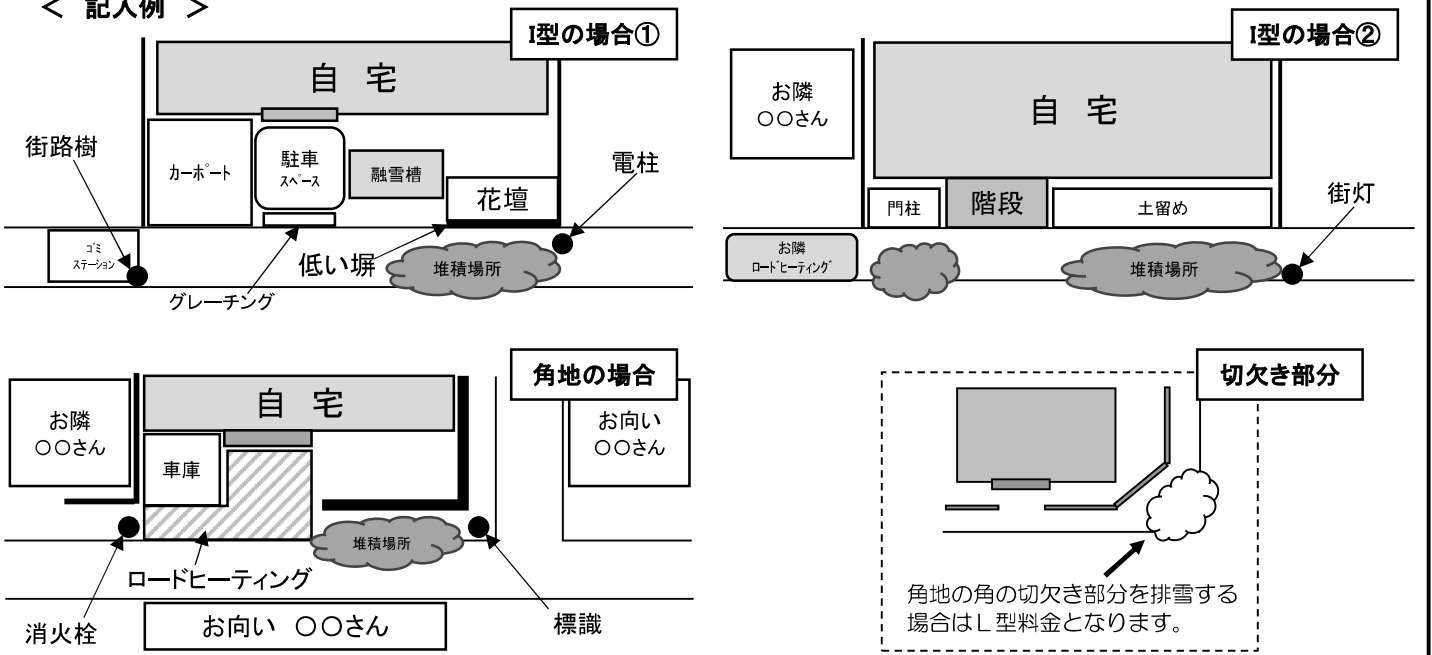 ＜ 記入例 ＞
I型の場合①
自 宅
街路樹
カーポート
駐車
スペース
融雪槽
花壇
電柱
ゴミ
ステーション
低い塀
堆積場所
グレーチング
I型の場合②
お隣
○○さん
自 宅
門柱
階段
土留め
街灯
お隣
ロードヒーティング
堆積場所
角地の場合
お隣
○○さん
自 宅
お向い
○○さん
車庫
堆積場所
ロードヒーティング
消火栓
お向い ○○さん
標識
切欠き部分
角地の角の切欠き部分を排雪する
場合はＬ型料金となります。